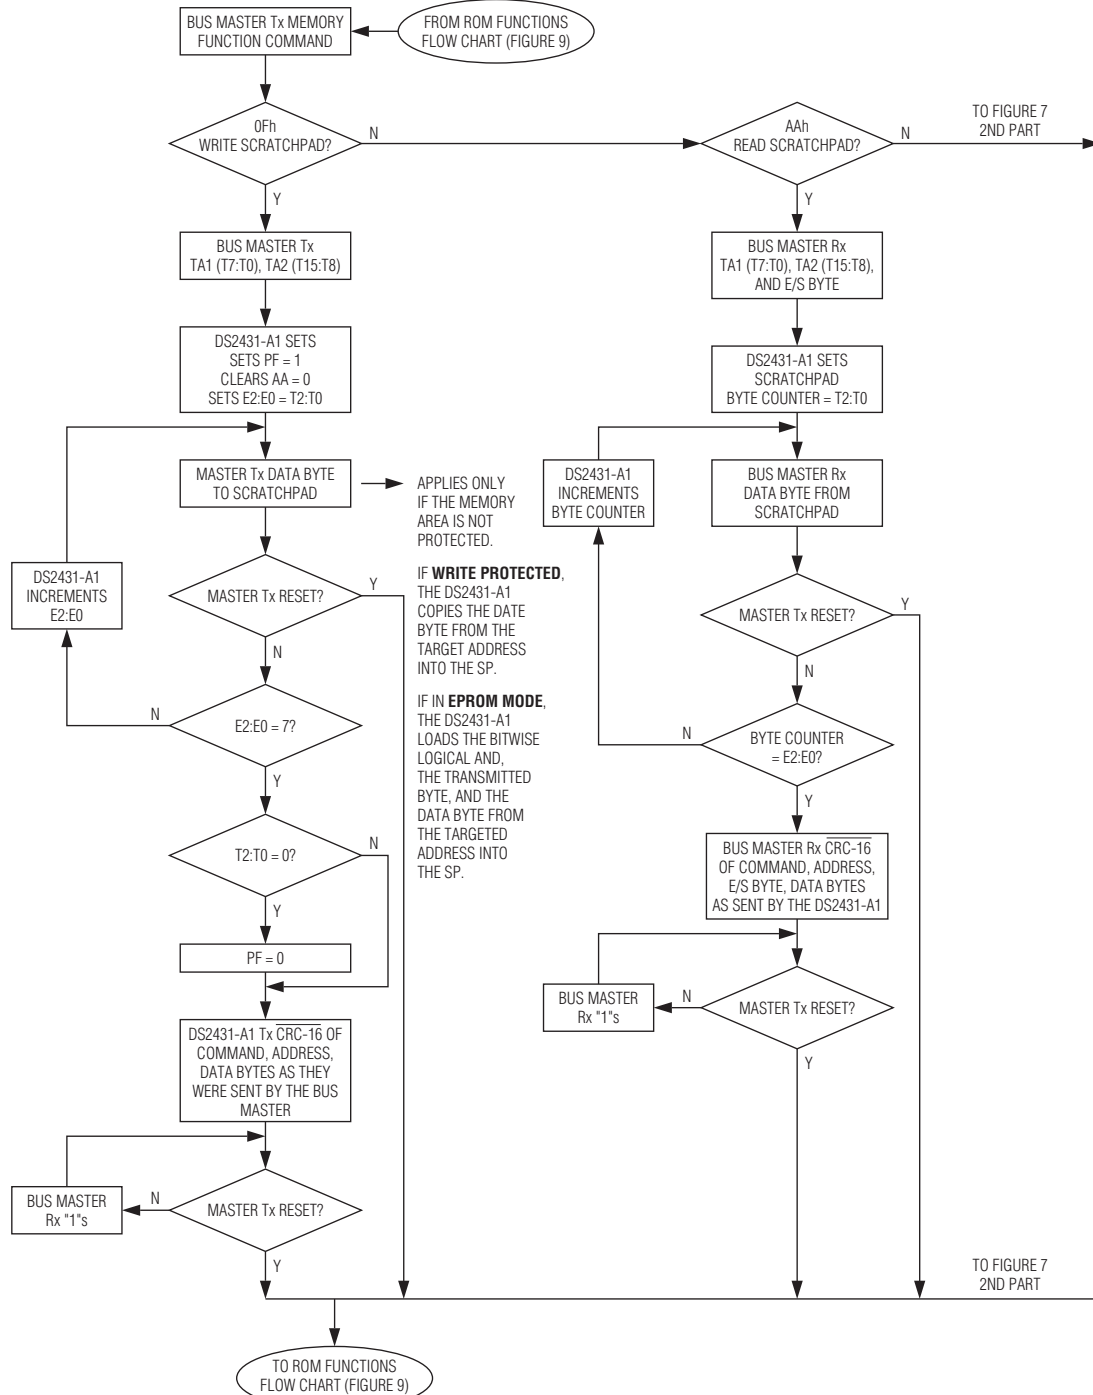 BUS MASTER Tx MEMORY
FUNCTION COMMAND
FROM ROM FUNCTIONS
FLOW CHART (FIGURE 9)
0Fh
WRITE SCRATCHPAD?
N
Y
AAh
READ SCRATCHPAD?
N
Y
TO FIGURE 7
2ND PART
BUS MASTER Tx
TA1 (T7:T0), TA2 (T15:T8)
DS2431-A1 SETS
SETS PF = 1
CLEARS AA = 0
SETS E2:E0 = T2:T0
MASTER Tx DATA BYTE
TO SCRATCHPAD
APPLIES ONLY
IF THE MEMORY
AREA IS NOT
PROTECTED.
IF WRITE PROTECTED,
THE DS2431-A1
COPIES THE DATE
BYTE FROM THE
TARGET ADDRESS
INTO THE SP.
IF IN EPROM MODE,
THE DS2431-A1
LOADS THE BITWISE
LOGICAL AND,
THE TRANSMITTED
BYTE, AND THE
DATA BYTE FROM
THE TARGETED
ADDRESS INTO
THE SP.
DS2431-A1
INCREMENTS
E2:E0
MASTER Tx RESET?
Y
N
E2:E0 = 7?
N
Y
T2:T0 = 0?
N
Y
PF = 0
DS2431-A1 Tx CRC-16 OF
COMMAND, ADDRESS,
DATA BYTES AS THEY
WERE SENT BY THE BUS
MASTER
BUS MASTER
Rx "1"s
N
MASTER Tx RESET?
Y
BUS MASTER Rx
TA1 (T7:T0), TA2 (T15:T8),
AND E/S BYTE
DS2431-A1 SETS
SCRATCHPAD
BYTE COUNTER = T2:T0
DS2431-A1
INCREMENTS
BYTE COUNTER
BUS MASTER Rx
DATA BYTE FROM
SCRATCHPAD
MASTER Tx RESET?
Y
N
BYTE COUNTER
= E2:E0?
N
Y
BUS MASTER Rx CRC-16
OF COMMAND, ADDRESS,
E/S BYTE, DATA BYTES
AS SENT BY THE DS2431-A1
BUS MASTER
Rx "1"s
N
MASTER Tx RESET?
Y
TO FIGURE 7
2ND PART
TO ROM FUNCTIONS
FLOW CHART (FIGURE 9)